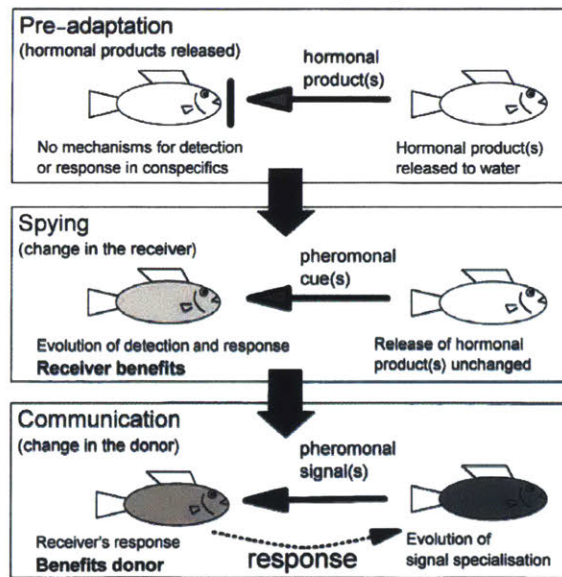 Pre-adaptation
(hormonal products released)
hormonal
product(s)
No mechanisms for detection
or response in conspecifics
Hormonal product(s)
released to water
Spying
(change in the receiver)
pheromonal
cue(s)
Evolution of detection and response
Receiver benefits
Release of hormonal
product(s) unchanged
Communication
(change in the donor)
pheromonal
signal(s)
Receiver's response
Benefits donor
response
Evolution of
signal specialisation